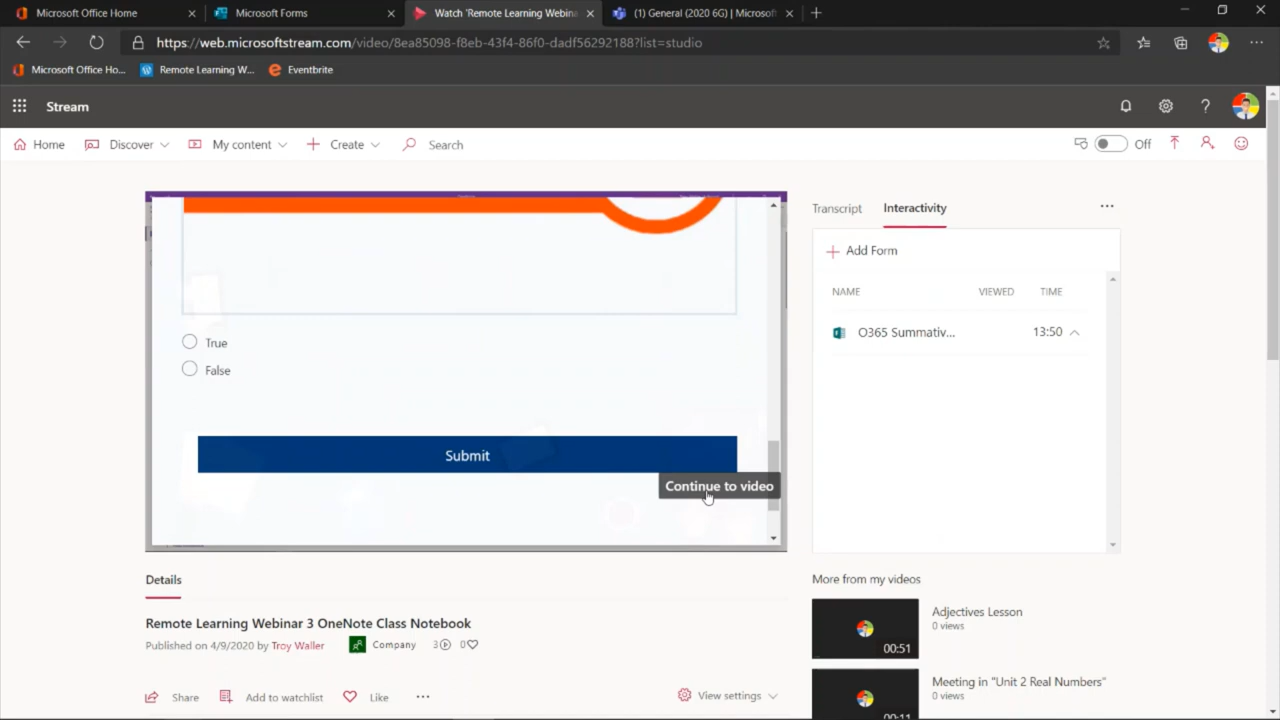 Microsoft Office Home
Microsoft Forms
Watch 'Remote Learning Webina
(1) General (2020 6G) | Microsof
https://web.microsoftstream.com/video/8ea85098-f8eb-43f4-86f0-dadf56292188?list=studio
Microsoft Office Ho...
Remote Learning W...
Eventbrite
Stream
Home
Discover
My content
Create
Search
Off
Transcript
Interactivity
Add Form
NAME
VIEWED
TIME
O365 Summativ...
13:50
True
False
Submit
Continue to video
Details
Remote Learning Webinar 3 OneNote Class Notebook
Published on 4/9/2020 by Troy Waller
Company
3
0
Share
Add to watchlist
Like
View settings
More from my videos
Adjectives Lesson
0 views
00:51
Meeting in "Unit 2 Real Numbers"
0 views
00:11